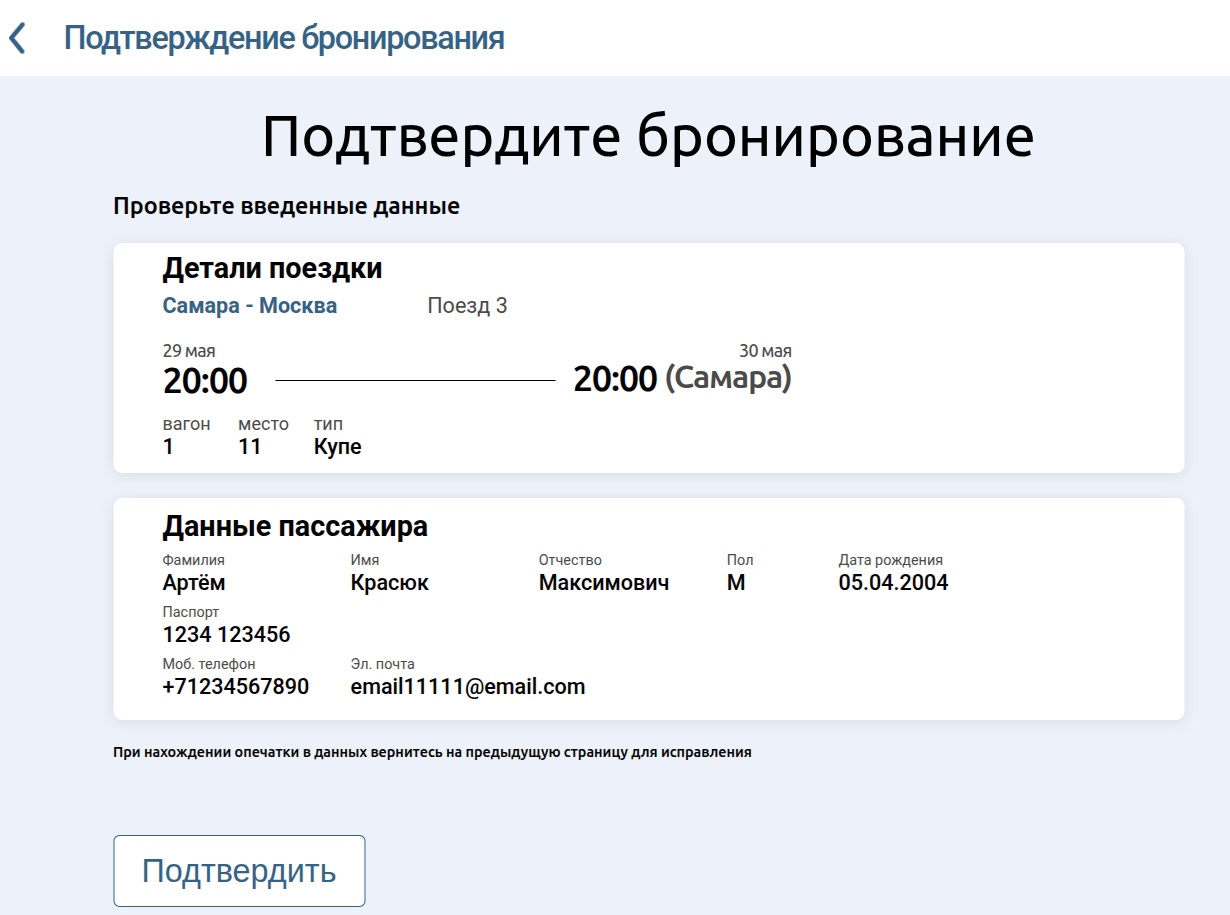 Подтверждение бронирования
Подтвердите бронирование
Проверьте введенные данные
Детали поездки
Самара - Москва Поезд 3
29 мая 30 мая
20:00 20:00 (Самара)
вагон место тип
1 11 Купе
Данные пассажира
Фамилия Имя Отчество Пол Дата рождения
Артём Красюк Максимович М 05.04.2004
Паспорт
1234 123456
Моб. телефон Эл. почта
+71234567890 email11111@email.com
При нахождении опечатки в данных вернитесь на предыдущую страницу для исправления
Подтвердить